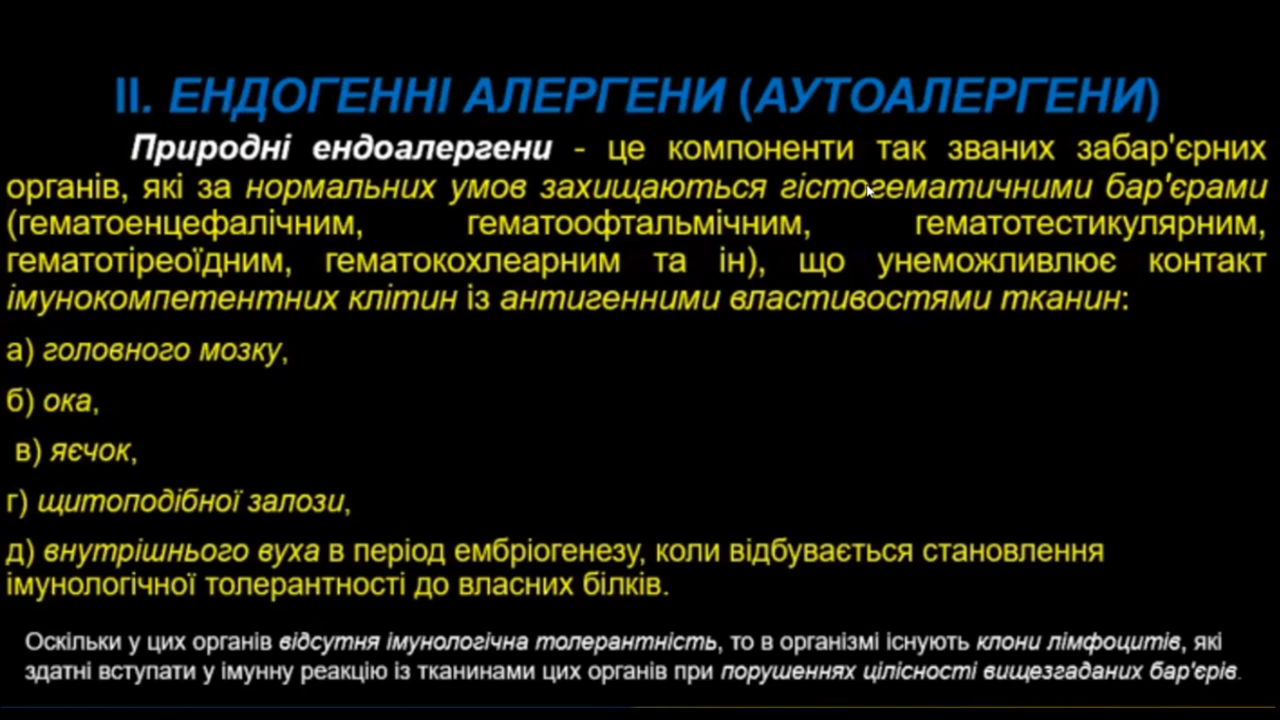 II. ЕНДОГЕННІ АЛЕРГЕНИ (АУТОАЛЕРГЕНИ)
Природні ендоалергени - це компоненти так званих забар'єрних
органів, які за нормальних умов захищаються гістогематичними бар'єрами
(гематоенцефалічним, гематоофтальмічним, гематотестикулярним,
гематотіреоїдним, гематокохлеарним та ін), що унеможливлює контакт
імунокомпетентних клітин із антигенними властивостями тканин:
а) головного мозку,
б) ока,
в) яєчок,
г) щитоподібної залози,
д) внутрішнього вуха в період ембріогенезу, коли відбувається становлення
імунологічної толерантності до власних білків.
Оскільки у цих органів відсутня імунологічна толерантність, то в організмі існують клони лімфоцитів, які
здатні вступати у імунну реакцію із тканинами цих органів при порушеннях цілісності вищезгаданих бар'єрів.